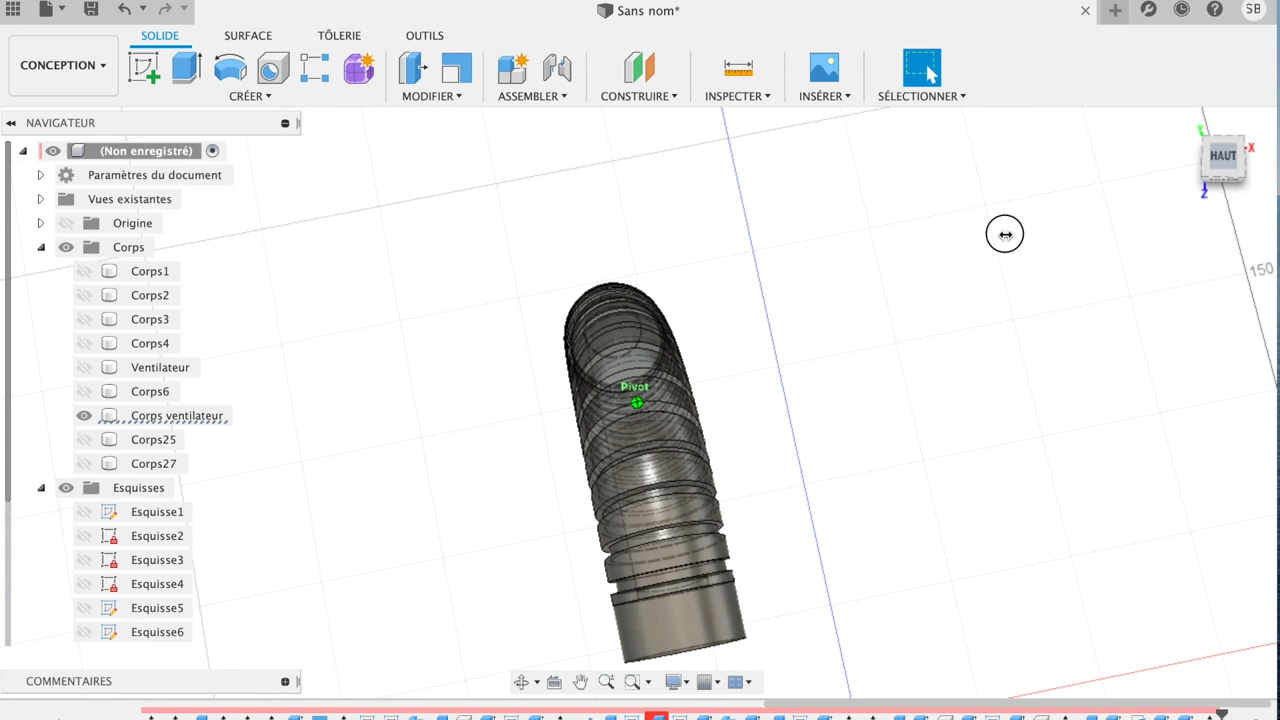 Sans nom*
SB
CONCEPTION
SOLIDE
SURFACE
TÔLERIE
OUTILS
CRÉER
MODIFIER
ASSEMBLER
CONSTRUIRE
INSPECTER
INSÉRER
SÉLECTIONNER
NAVIGATEUR
(Non enregistré)
Paramètres du document
Vues existantes
Origine
Corps
Corps1
Corps2
Corps3
Corps4
Ventilateur
Corps6
Corps ventilateur
Corps25
Corps27
Esquisses
Esquisse1
Esquisse2
Esquisse3
Esquisse4
Esquisse5
Esquisse6
COMMENTAIRES
Pivot
Y
HAUT
X
Z
150